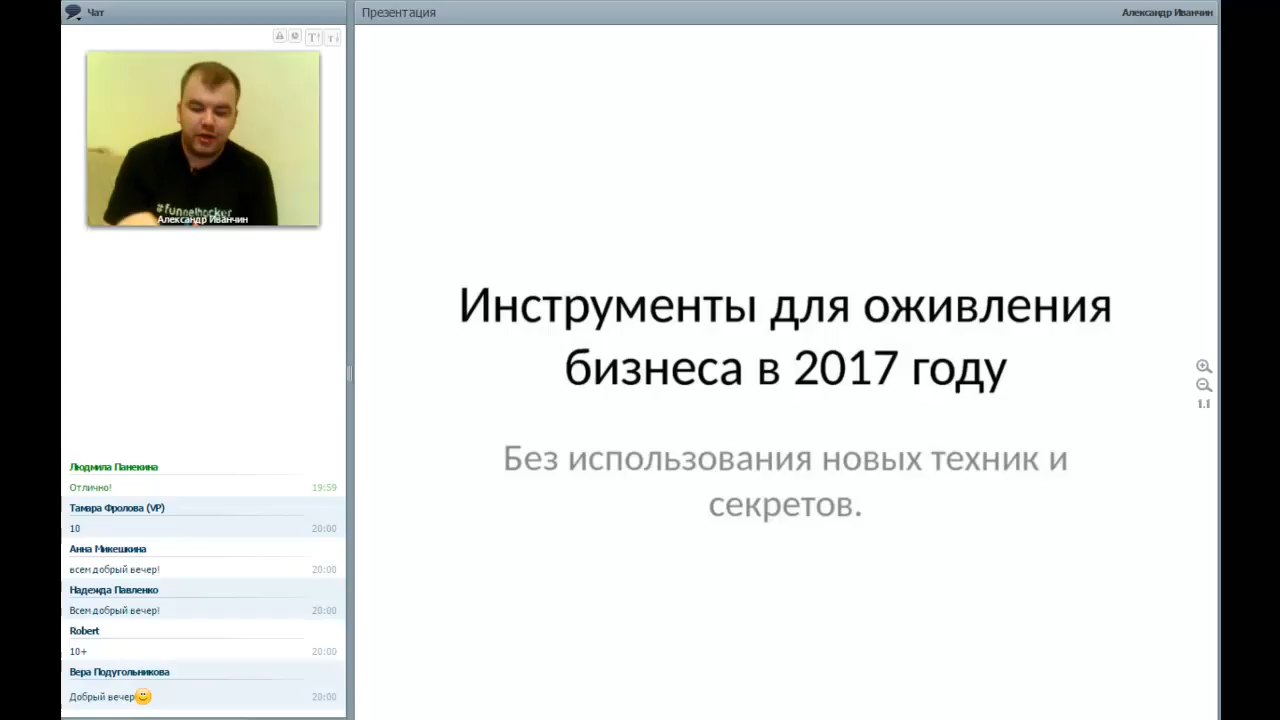 Чат
Презентация
Александр Иванчин
#funnelhacker
Александр Иванчин
Инструменты для оживления
бизнеса в 2017 году
Без использования новых техник и
секретов.
1.1
Людмила Панекина
Отлично! 19:59
Тамара Фролова (VP)
10 20:00
Анна Микешкина
всем добрый вечер! 20:00
Надежда Павленко
Всем добрый вечер! 20:00
Robert
10+ 20:00
Вера Подугольникова
Добрый вечер 20:00